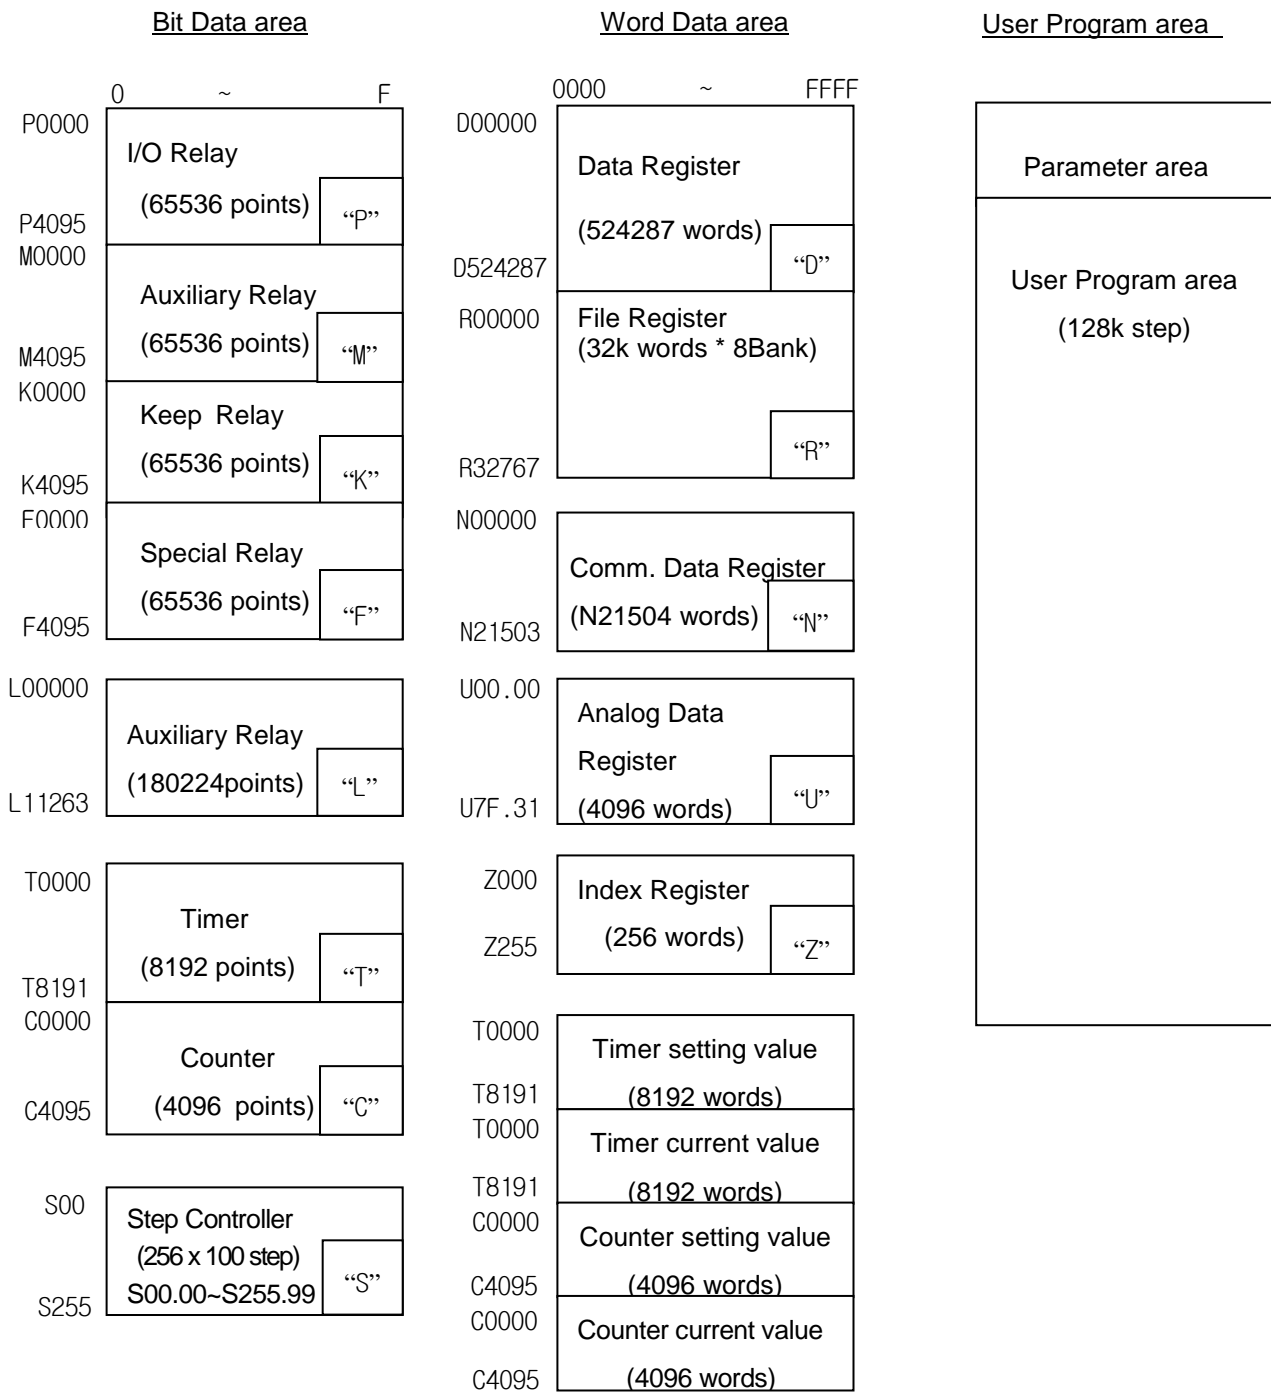 Bit Data area
0 ~ F
P0000
I/O Relay
(65536 points)
“P”
P4095
M0000
Auxiliary Relay
(65536 points)
“M”
M4095
K0000
Keep Relay
(65536 points)
“K”
K4095
F0000
Special Relay
(65536 points)
“F”
F4095
L00000
Auxiliary Relay
(180224points)
“L”
L11263
T0000
Timer
(8192 points)
“T”
T8191
C0000
Counter
(4096 points)
“C”
C4095
S00
Step Controller
(256 x 100 step)
S00.00~S255.99
“S”
S255
Word Data area
0000 ~ FFFF
D00000
Data Register
(524287 words)
“D”
D524287
R00000
File Register
(32k words * 8Bank)
“R”
R32767
N00000
Comm. Data Register
(N21504 words)
“N”
N21503
U00.00
Analog Data
Register
(4096 words)
“U”
U7F.31
Z000
Index Register
(256 words)
“Z”
Z255
T0000
Timer setting value
T8191
(8192 words)
T0000
Timer current value
T8191
(8192 words)
C0000
Counter setting value
C4095
(4096 words)
C0000
Counter current value
C4095
(4096 words)
User Program area
Parameter area
User Program area
(128k step)